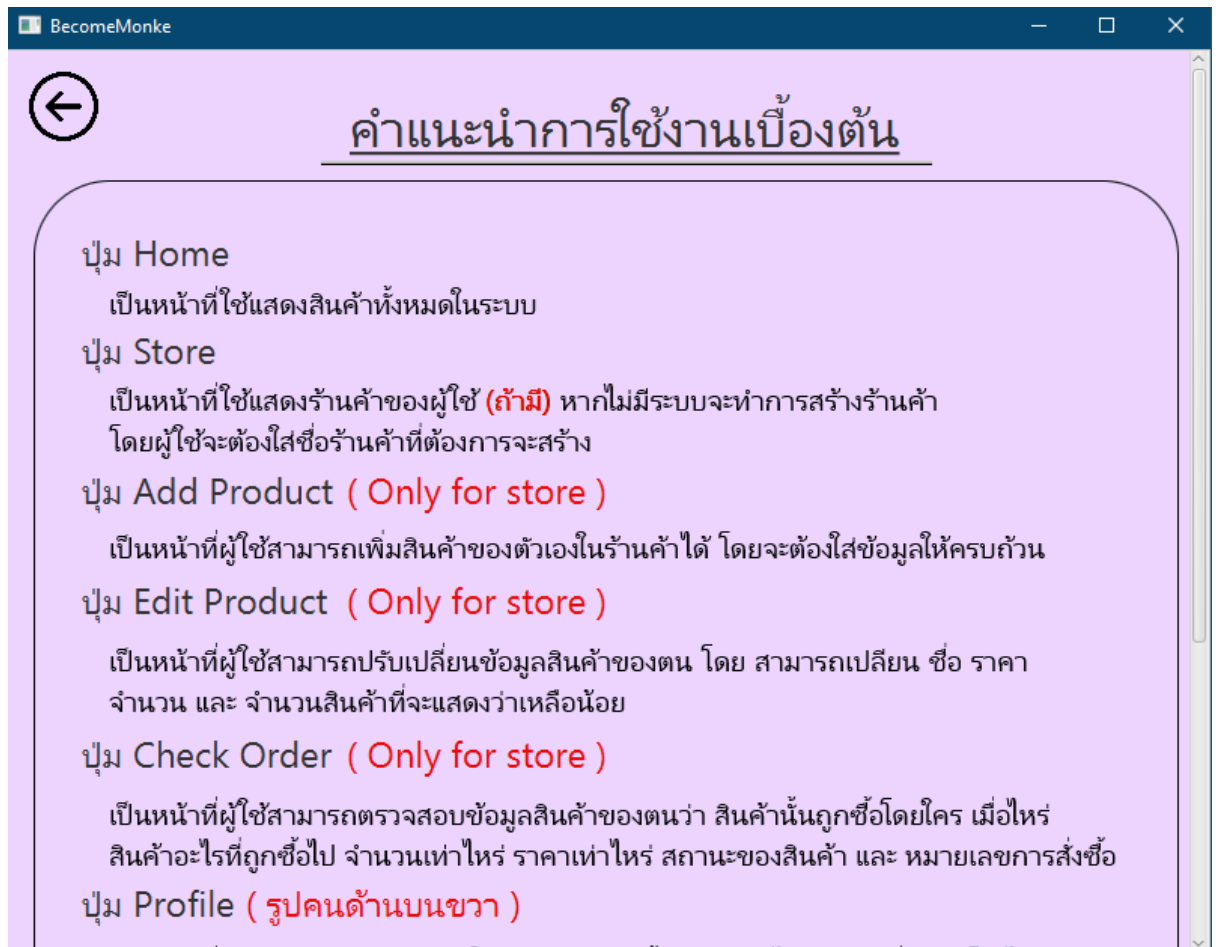 BecomeMonke
คำแนะนำการใช้งานเบื้องต้น
ปุ่ม Home
เป็นหน้าที่ใช้แสดงสินค้าทั้งหมดในระบบ
ปุ่ม Store
เป็นหน้าที่ใช้แสดงร้านค้าของผู้ใช้ (ถ้ามี) หากไม่มีระบบจะทำการสร้างร้านค้า
โดยผู้ใช้จะต้องใส่ชื่อร้านค้าที่ต้องการจะสร้าง
ปุ่ม Add Product ( Only for store )
เป็นหน้าที่ผู้ใช้สามารถเพิ่มสินค้าของตัวเองในร้านค้าได้ โดยจะต้องใส่ข้อมูลให้ครบถ้วน
ปุ่ม Edit Product ( Only for store )
เป็นหน้าที่ผู้ใช้สามารถปรับเปลี่ยนข้อมูลสินค้าของตน โดย สามารถเปลียน ชื่อ ราคา
จำนวน และ จำนวนสินค้าที่จะแสดงว่าเหลือน้อย
ปุ่ม Check Order ( Only for store )
เป็นหน้าที่ผู้ใช้สามารถตรวจสอบข้อมูลสินค้าของตนว่า สินค้านั้นถูกซื้อโดยใคร เมื่อไหร่
สินค้าอะไรที่ถูกซื้อไป จำนวนเท่าไหร่ ราคาเท่าไหร่ สถานะของสินค้า และ หมายเลขการสั่งซื้อ
ปุ่ม Profile ( รูปคนด้านบนขวา )